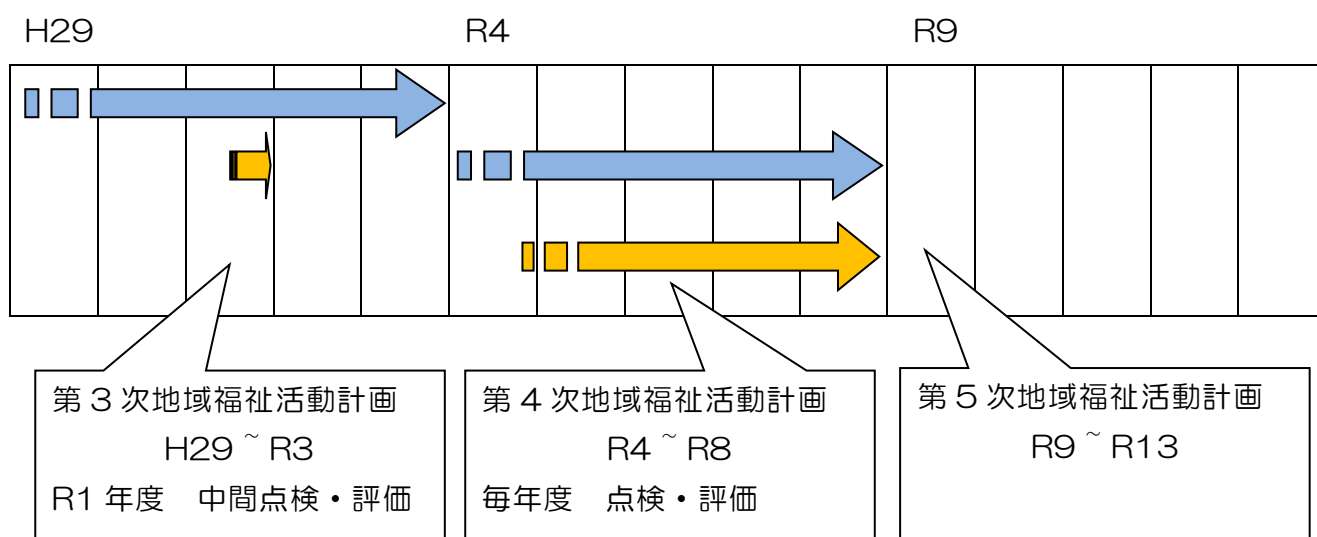 H29
R4
R9
第3次地域福祉活動計画
H29～R3
R1年度　中間点検・評価
第4次地域福祉活動計画
R4～R8
毎年度　点検・評価
第5次地域福祉活動計画
R9～R13